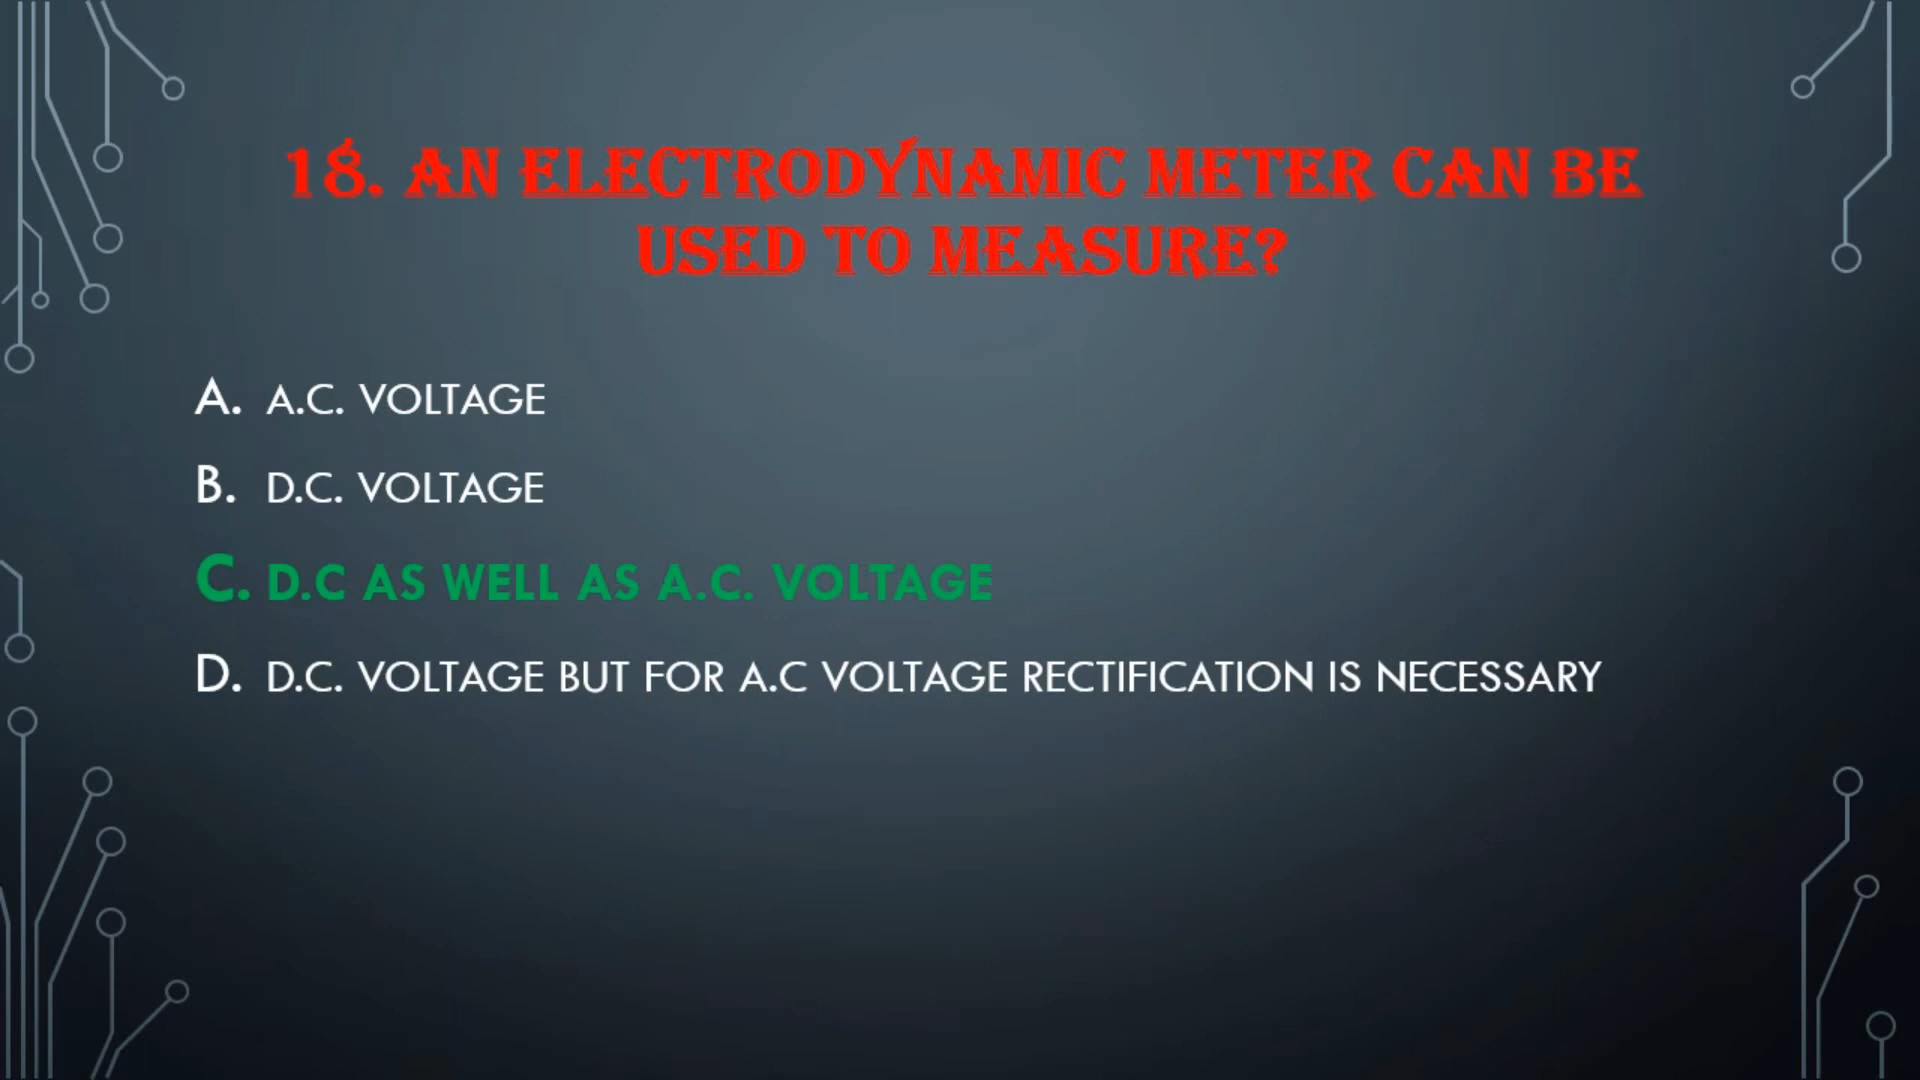 18. AN ELECTRODYNAMIC METER CAN BE
USED TO MEASURE?
A. A.C. VOLTAGE
B. D.C. VOLTAGE
C. D.C AS WELL AS A.C. VOLTAGE
D. D.C. VOLTAGE BUT FOR A.C VOLTAGE RECTIFICATION IS NECESSARY